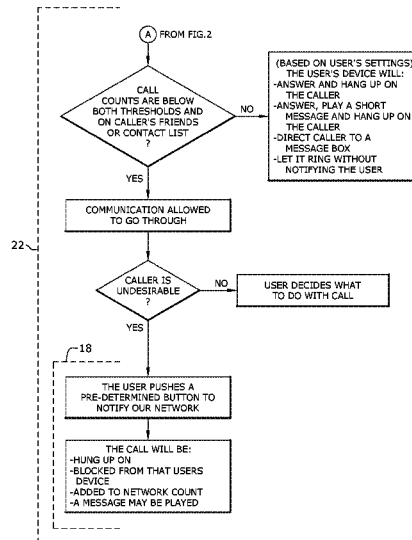 A FROM FIG.2
CALL
COUNTS ARE BELOW
BOTH THRESHOLDS AND
ON CALLER'S FRIENDS
OR CONTACT LIST
?
NO
(BASED ON USER'S SETTINGS)
THE USER'S DEVICE WILL:
-ANSWER AND HANG UP ON
THE CALLER
-ANSWER, PLAY A SHORT
MESSAGE AND HANG UP ON
THE CALLER
-DIRECT CALLER TO A
MESSAGE BOX
-LET IT RING WITHOUT
NOTIFYING THE USER
YES
COMMUNICATION ALLOWED
TO GO THROUGH
22
CALLER IS
UNDESIRABLE
?
NO
USER DECIDES WHAT
TO DO WITH CALL
YES
18
THE USER PUSHES A
PRE-DETERMINED BUTTON TO
NOTIFY OUR NETWORK
THE CALL WILL BE:
-HUNG UP ON
-BLOCKED FROM THAT USERS
DEVICE
-ADDED TO NETWORK COUNT
-A MESSAGE MAY BE PLAYED